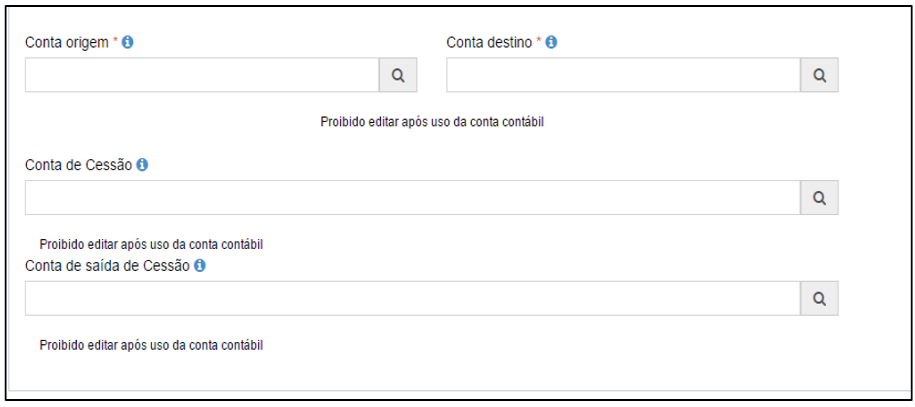 Conta origem * Conta destino *
Proibido editar após uso da conta contábil
Conta de Cessão
Proibido editar após uso da conta contábil
Conta de saída de Cessão
Proibido editar após uso da conta contábil